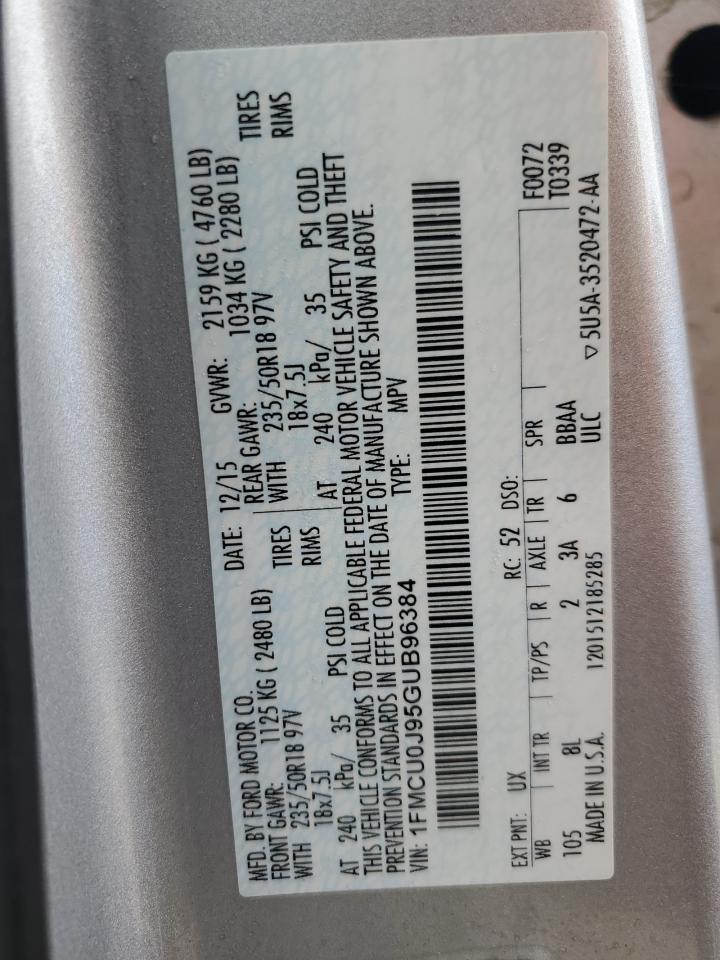 MFD. BY FORD MOTOR CO. DATE: 12/15 GVWR: 2159 KG ( 4760 LB)
FRONT GAWR: 1125 KG ( 2480 LB) REAR GAWR: 1034 KG ( 2280 LB)
WITH 235/50R18 97V TIRES WITH 235/50R18 97V TIRES
18x7.5J RIMS 18x7.5J RIMS
AT 240 kPa/ 35 PSI COLD AT 240 kPa/ 35 PSI COLD
THIS VEHICLE CONFORMS TO ALL APPLICABLE FEDERAL MOTOR VEHICLE SAFETY AND THEFT
PREVENTION STANDARDS IN EFFECT ON THE DATE OF MANUFACTURE SHOWN ABOVE.
VIN: 1FMCU0J95GUB96384 TYPE: MPV
EXT PNT: UX RC: 52 DSO:
WB INT TR TP/PS R AXLE TR SPR F0072
105 8L 2 3A 6 BBAA T0339
MADE IN U.S.A. 1201512185285 ULC ▽ 5U5A-3520472-AA